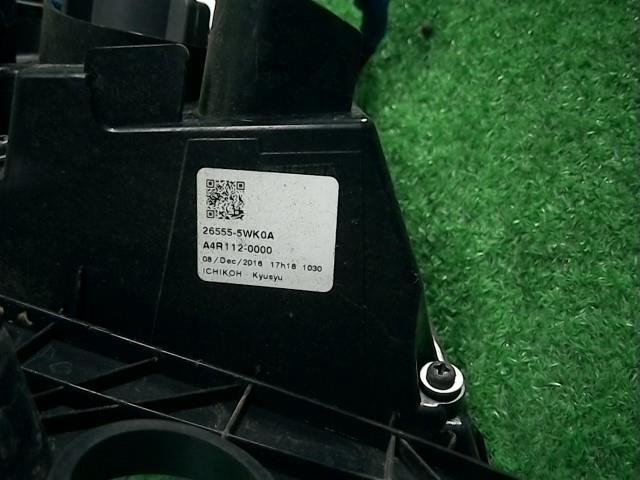 26555-5WK0A
A4R112-0000
08/Dec/2016 17h18 1030
ICHIKOH Kyusyu